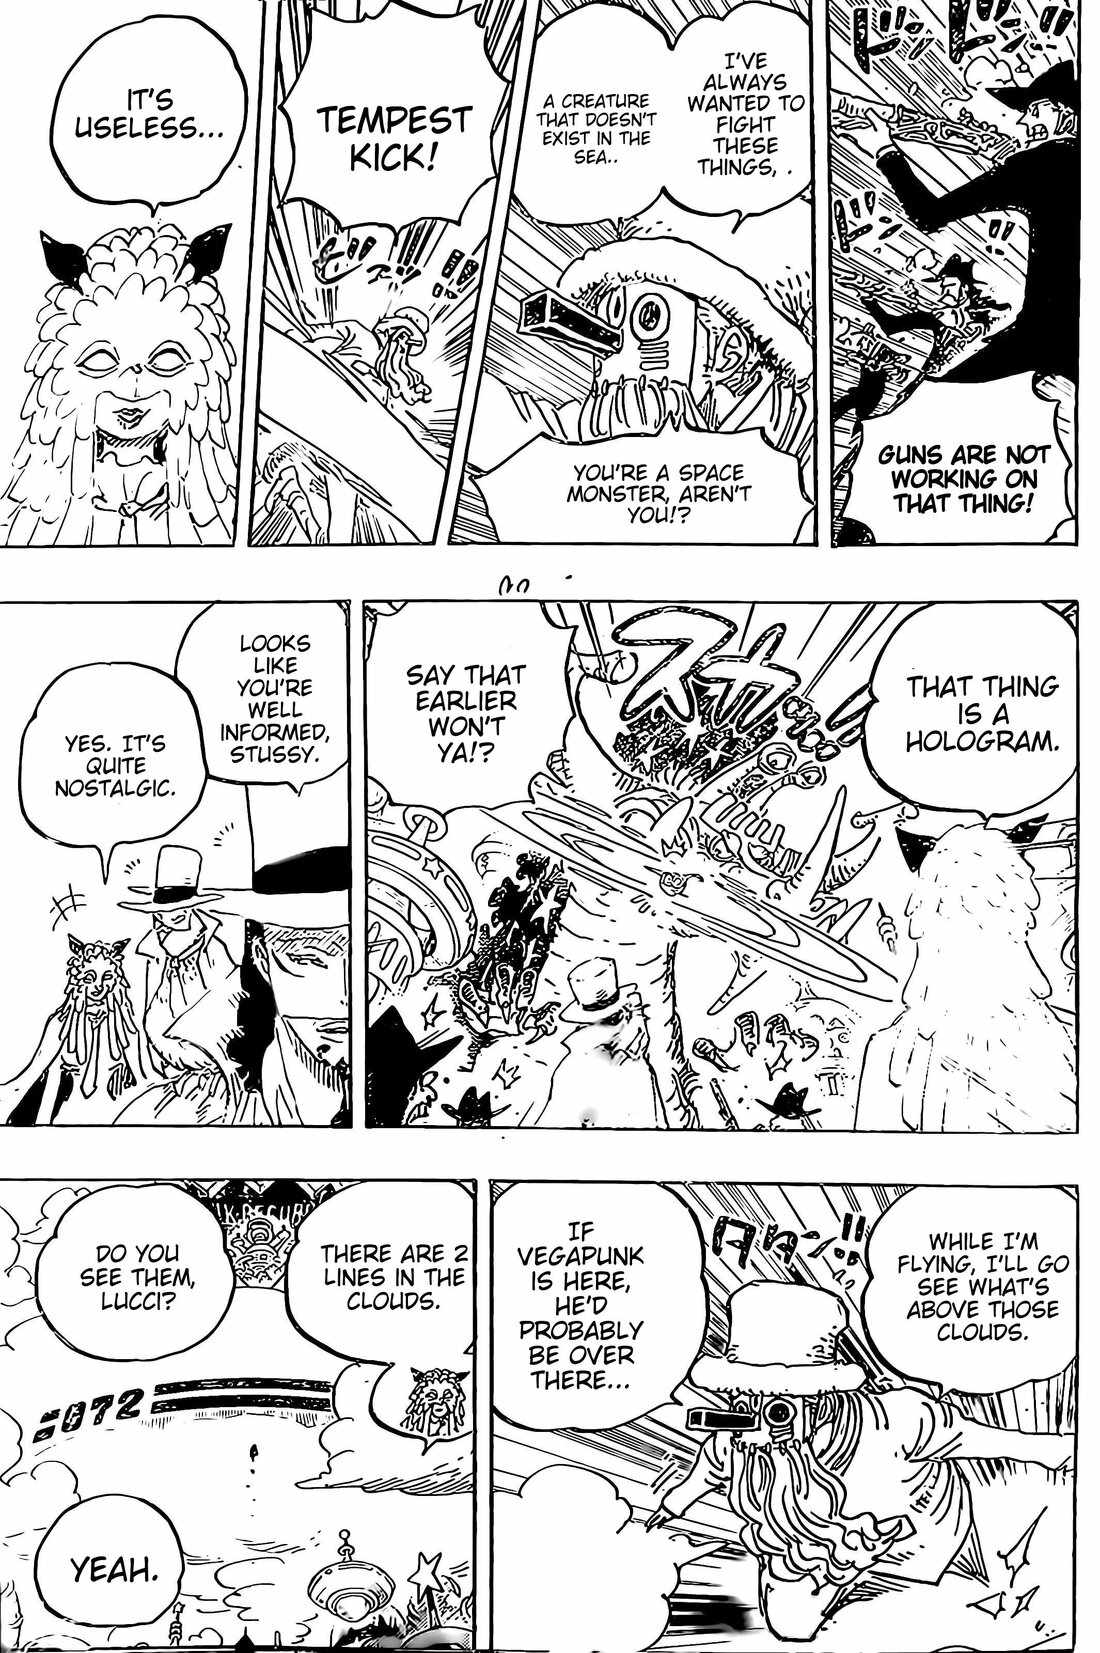 GUNS ARE NOT
WORKING ON
THAT THING!
I'VE
ALWAYS
WANTED TO
FIGHT
THESE
THINGS, .
A CREATURE
THAT DOESN'T
EXIST IN THE
SEA..
YOU'RE A SPACE
MONSTER, AREN'T
YOU!?
TEMPEST
KICK!
IT'S
USELESS...
THAT THING
IS A
HOLOGRAM.
スカ
SAY THAT
EARLIER
WON'T
YA!?
LOOKS
LIKE
YOU'RE
WELL
INFORMED,
STUSSY.
YES. IT'S
QUITE
NOSTALGIC.
WHILE I'M
FLYING, I'LL GO
SEE WHAT'S
ABOVE THOSE
CLOUDS.
IF
VEGAPUNK
IS HERE,
HE'D
PROBABLY
BE OVER
THERE...
THERE ARE 2
LINES IN THE
CLOUDS.
DO YOU
SEE THEM,
LUCCI?
072
YEAH.